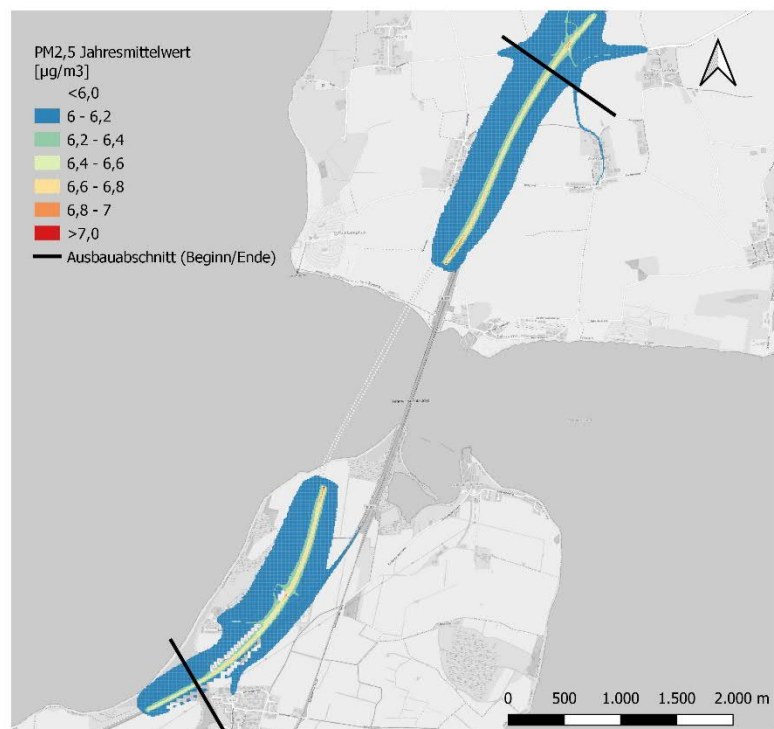 PM2,5 Jahresmittelwert
[µg/m3]
<6,0
6 - 6,2
6,2 - 6,4
6,4 - 6,6
6,6 - 6,8
6,8 - 7
>7,0
Ausbauabschnitt (Beginn/Ende)
0 500 1.000 1.500 2.000 m